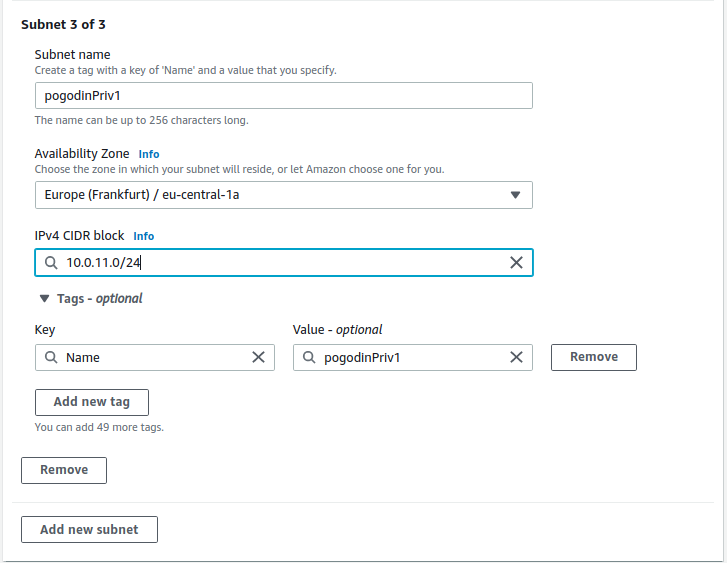 Subnet 3 of 3
Subnet name
Create a tag with a key of 'Name' and a value that you specify.
pogodinPriv1
The name can be up to 256 characters long.
Availability Zone Info
Choose the zone in which your subnet will reside, or let Amazon choose one for you.
Europe (Frankfurt) / eu-central-1a
IPv4 CIDR block Info
10.0.11.0/24
Tags - optional
Key Value - optional
Name pogodinPriv1 Remove
Add new tag
You can add 49 more tags.
Remove
Add new subnet